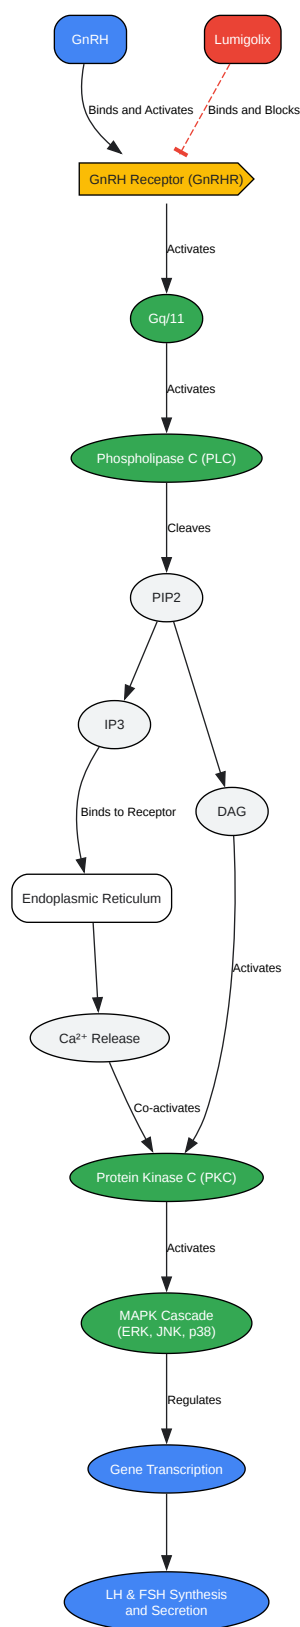 GnRH
Lumigolix
Binds and Activates
Binds and Blocks
GnRH Receptor (GnRHR)
Activates
Gq/11
Activates
Phospholipase C (PLC)
Cleaves
PIP2
IP3
DAG
Binds to Receptor
Endoplasmic Reticulum
Activates
Ca²⁺ Release
Co-activates
Protein Kinase C (PKC)
Activates
MAPK Cascade
(ERK, JNK, p38)
Regulates
Gene Transcription
LH & FSH Synthesis
and Secretion